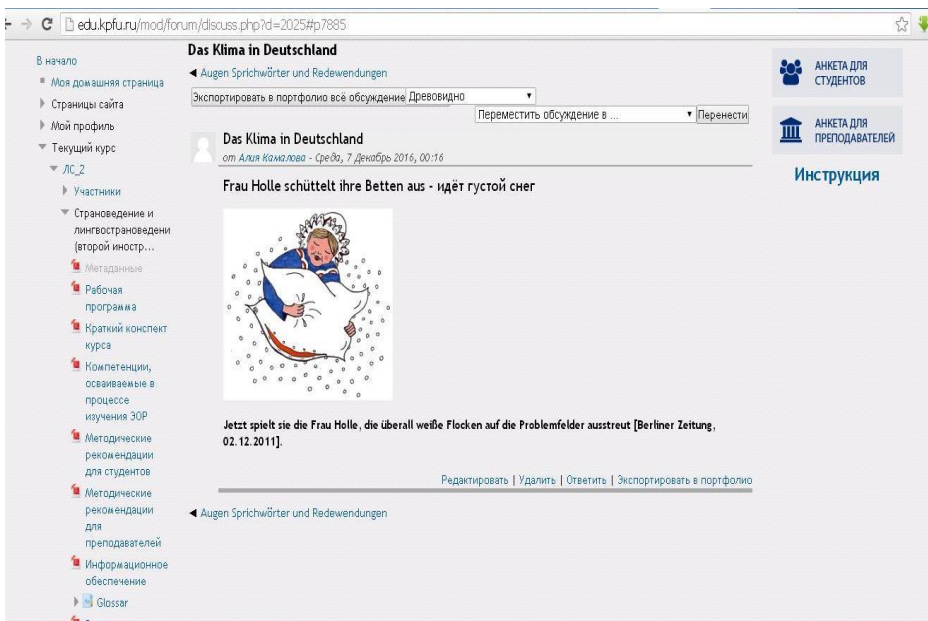 edu.kpfu.ru/mod/forum/discuss.php?d=2025#p7885
В начало
Моя домашняя страница
Страницы сайта
Мой профиль
Текущий курс
ЛС_2
Участники
Страноведение и
лингвострановедени
(второй иностр...
Метаданные
Рабочая
программа
Краткий конспект
курса
Компетенции,
осваиваемые в
процессе
изучения ЭОР
Методические
рекомендации
для студентов
Методические
рекомендации
для
преподавателей
Информационное
обеспечение
Glossar
Das Klima in Deutschland
◄ Augen Sprichwörter und Redewendungen
Экспортировать в портфолио всё обсуждение Древовидно
Переместить обсуждение в ... Перенести
Das Klima in Deutschland
от Алия Камалова - Среда, 7 Декабрь 2016, 00:16
Frau Holle schüttelt ihre Betten aus - идёт густой снег
Jetzt spielt sie die Frau Holle, die überall weiße Flocken auf die Problemfelder ausstreut [Berliner Zeitung,
02.12.2011].
Редактировать | Удалить | Ответить | Экспортировать в портфолио
◄ Augen Sprichwörter und Redewendungen
АНКЕТА ДЛЯ
СТУДЕНТОВ
АНКЕТА ДЛЯ
ПРЕПОДАВАТЕЛЕЙ
Инструкция